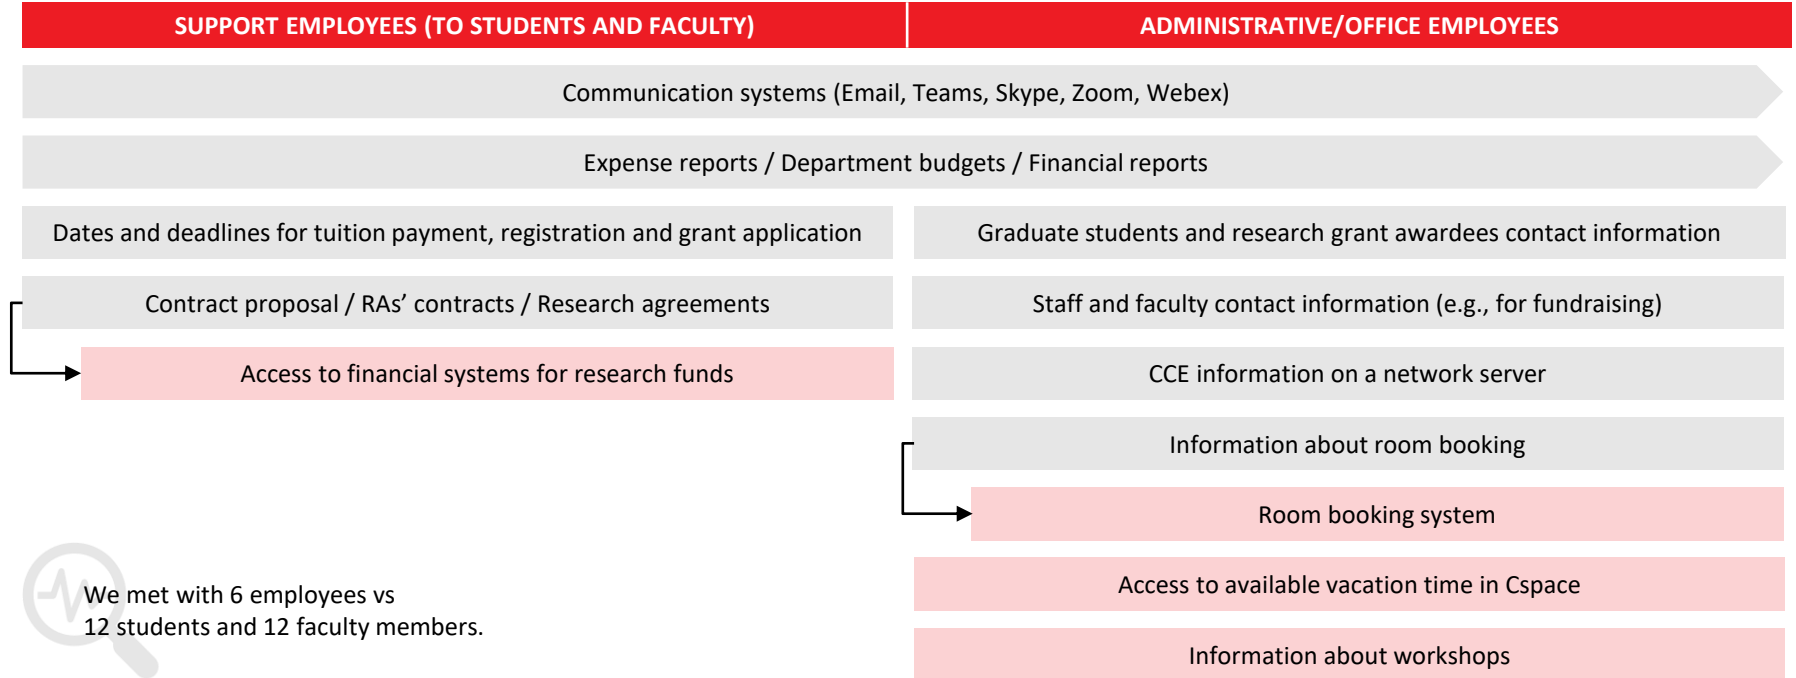 SUPPORT EMPLOYEES (TO STUDENTS AND FACULTY)
ADMINISTRATIVE/OFFICE EMPLOYEES
Communication systems (Email, Teams, Skype, Zoom, Webex)
Expense reports / Department budgets / Financial reports
Dates and deadlines for tuition payment, registration and grant application
Graduate students and research grant awardees contact information
Contract proposal / RAs’ contracts / Research agreements
Staff and faculty contact information (e.g., for fundraising)
Access to financial systems for research funds
CCE information on a network server
Information about room booking
Room booking system
Access to available vacation time in Cspace
Information about workshops
We met with 6 employees vs
12 students and 12 faculty members.